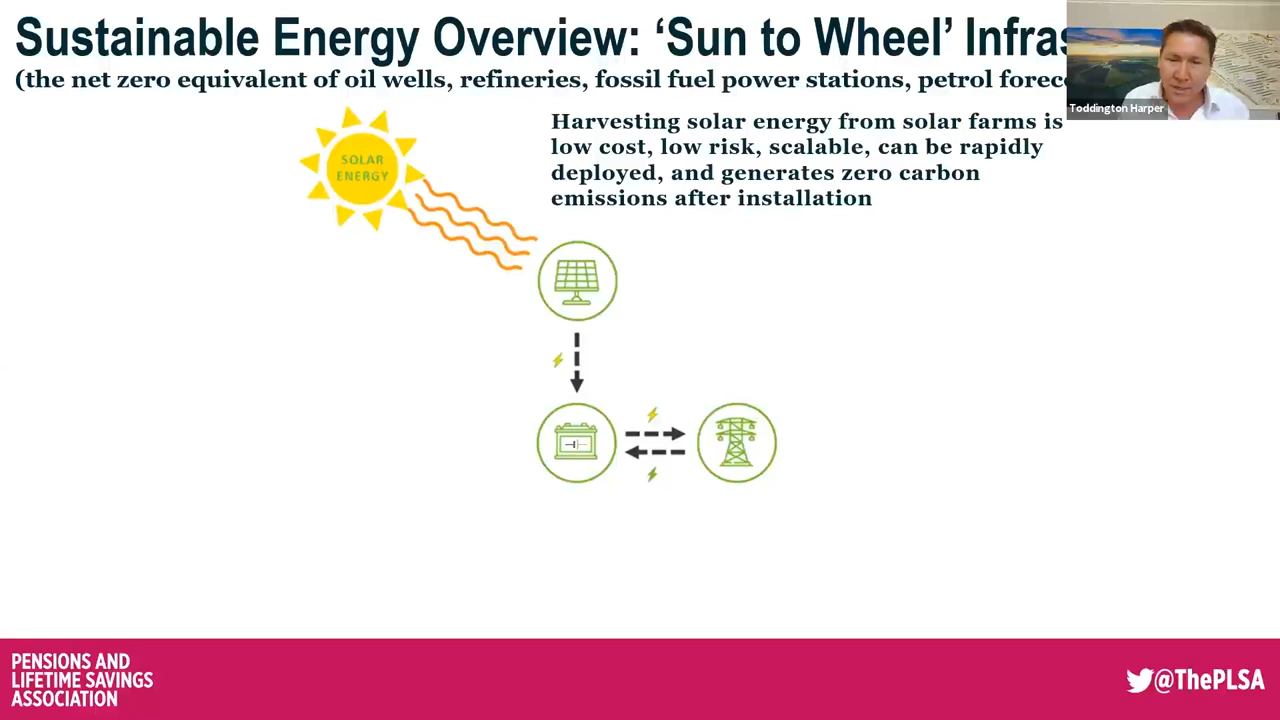 Sustainable Energy Overview: ‘Sun to Wheel’ Infras
(the net zero equivalent of oil wells, refineries, fossil fuel power stations, petrol foreco
Toddington Harper
Harvesting solar energy from solar farms is
low cost, low risk, scalable, can be rapidly
deployed, and generates zero carbon
emissions after installation
SOLAR
ENERGY
PENSIONS AND
LIFETIME SAVINGS
ASSOCIATION
@ThePLSA